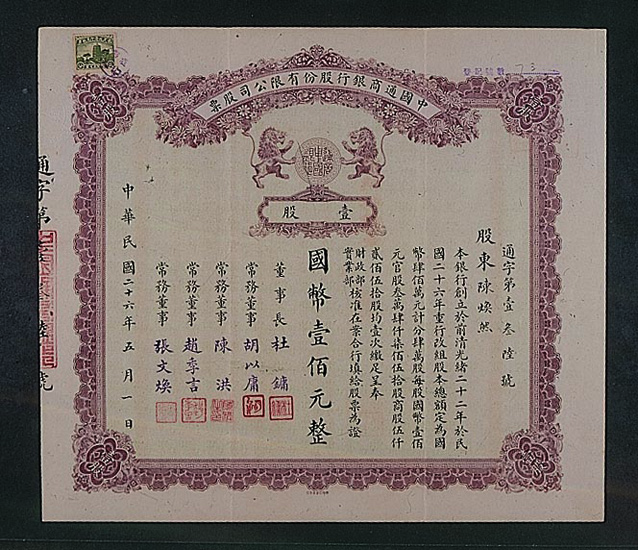 中國通商銀行股份有限公司股票
壹股
通字第壹叁陸號
股東陳煥然
本銀行創立於前清光緒二十二年於民
國二十六年重行改組股本總額定為國
幣肆佰萬元計分肆萬股每股國幣壹佰
元官股叁萬肆仟柒佰伍拾股商股伍仟
貳佰伍拾股均壹次繳足呈奉
財政部
實業部核准在案合行填給股票為證
國幣壹佰元整
董事長 杜鏞
常務董事 胡以庸
常務董事 陳洪
常務董事 趙季吉
常務董事 張文煥
中華民國二十六年五月一日
通字第
號
73